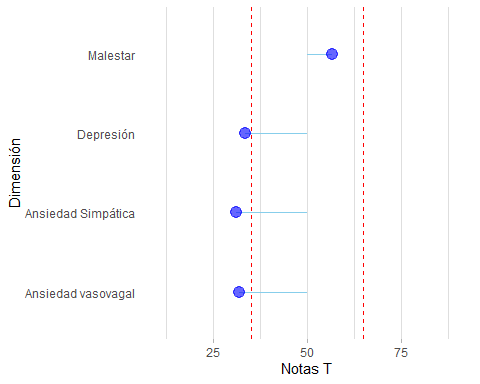 Malestar
Depresión
Ansiedad Simpática
Ansiedad vasovagal
Dimensión
25
50
75
Notas T